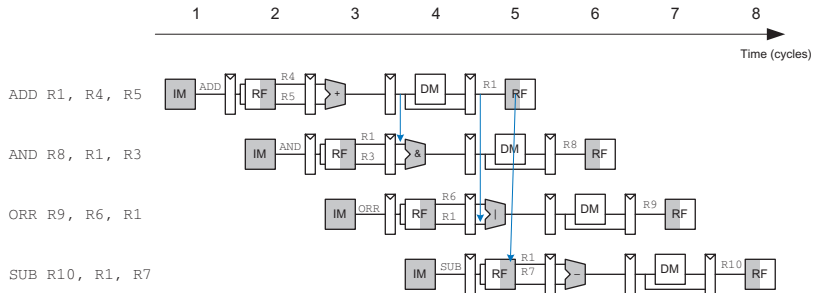 1 2 3 4 5 6 7 8
Time (cycles)
ADD R1, R4, R5
IM ADD RF R4 R5 + DM R1 RF
AND R8, R1, R3
IM AND RF R1 R3 & DM R8 RF
ORR R9, R6, R1
IM ORR RF R6 R1 | DM R9 RF
SUB R10, R1, R7
IM SUB RF R1 R7 - DM R10 RF